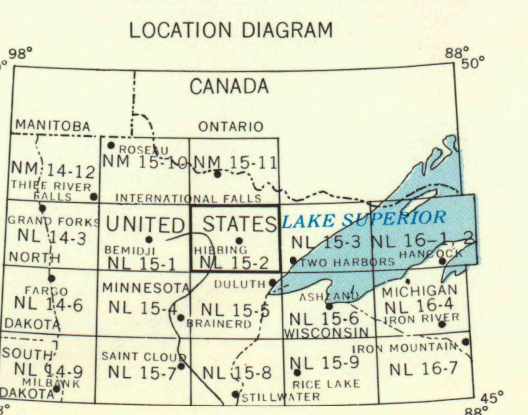 LOCATION DIAGRAM
98° 88°
50°
CANADA
MANITOBA ONTARIO
ROSEAU
NM 14-12 NM 15-10 NM 15-11
THIEF RIVER
FALLS INTERNATIONAL FALLS
GRAND FORKS UNITED STATES LAKE SUPERIOR
NL 14-3 NL 15-3 NL 16-1, 2
NORTH BEMIDJI HIBBING HANCOCK
NL 15-1 NL 15-2 TWO HARBORS
FARGO MINNESOTA DULUTH ASHLAND MICHIGAN
NL 14-6 NL 15-4 NL 15-5 NL 15-6 NL 16-4
DAKOTA BRAINERD WISCONSIN IRON RIVER
SOUTH SAINT CLOUD IRON MOUNTAIN
NL 14-9 NL 15-7 NL 15-8 NL 15-9 NL 16-7
MILBANK RICE LAKE
DAKOTA STILLWATER 45°
88°